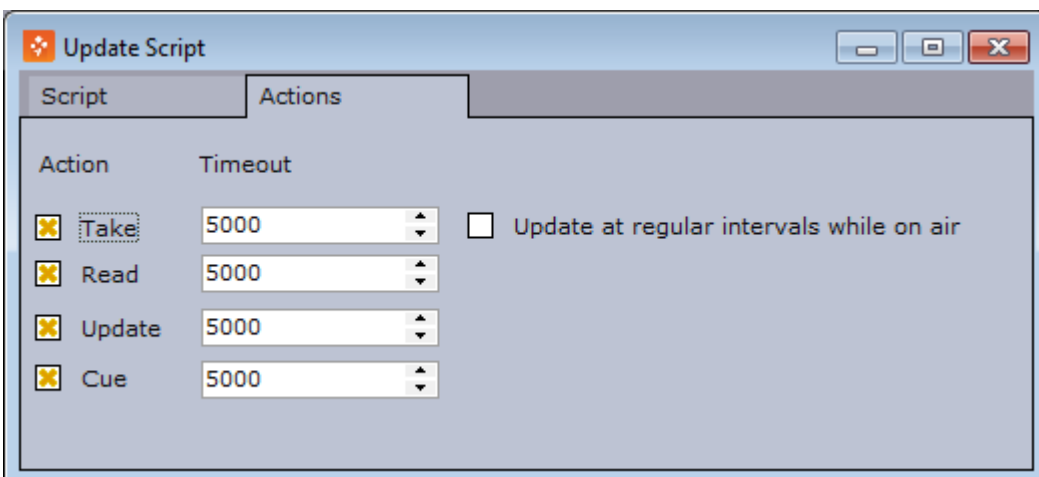 Update Script
Script Actions
Action Timeout
Take 5000 Update at regular intervals while on air
Read 5000
Update 5000
Cue 5000